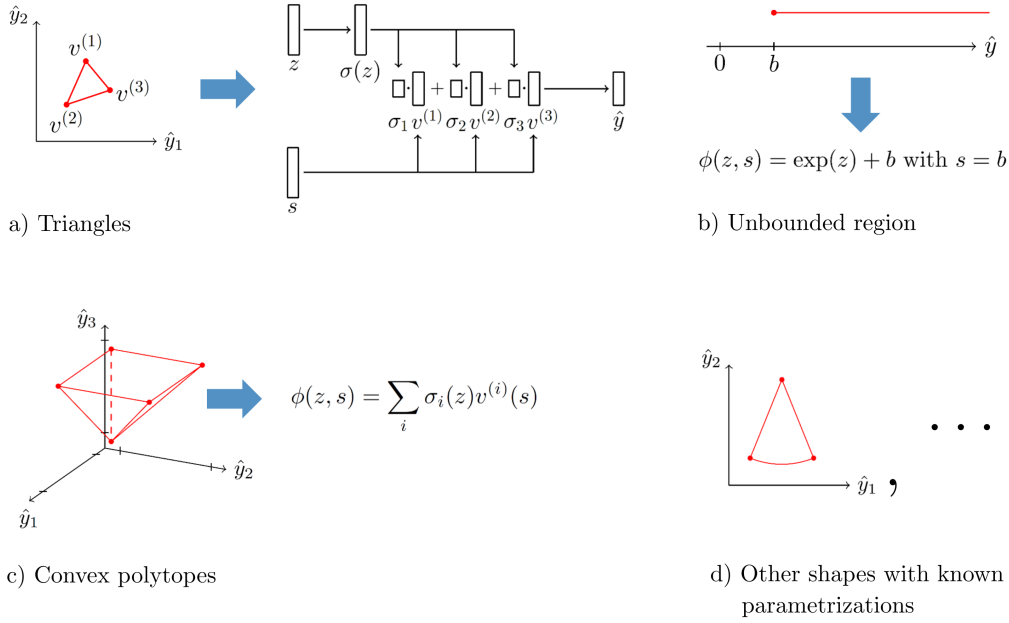 ŷ₂
v⁽¹⁾
v⁽³⁾
v⁽²⁾
ŷ₁
z
σ(z)
· + · + ·
σ₁ v⁽¹⁾ σ₂ v⁽²⁾ σ₃ v⁽³⁾
ŷ
s
a) Triangles
0 b ŷ
ϕ(z, s) = exp(z) + b with s = b
b) Unbounded region
ŷ₃
ŷ₂
ŷ₁
ϕ(z, s) = ∑ᵢ σᵢ(z)v⁽ⁱ⁾(s)
c) Convex polytopes
ŷ₂
ŷ₁ , · · ·
d) Other shapes with known
parametrizations